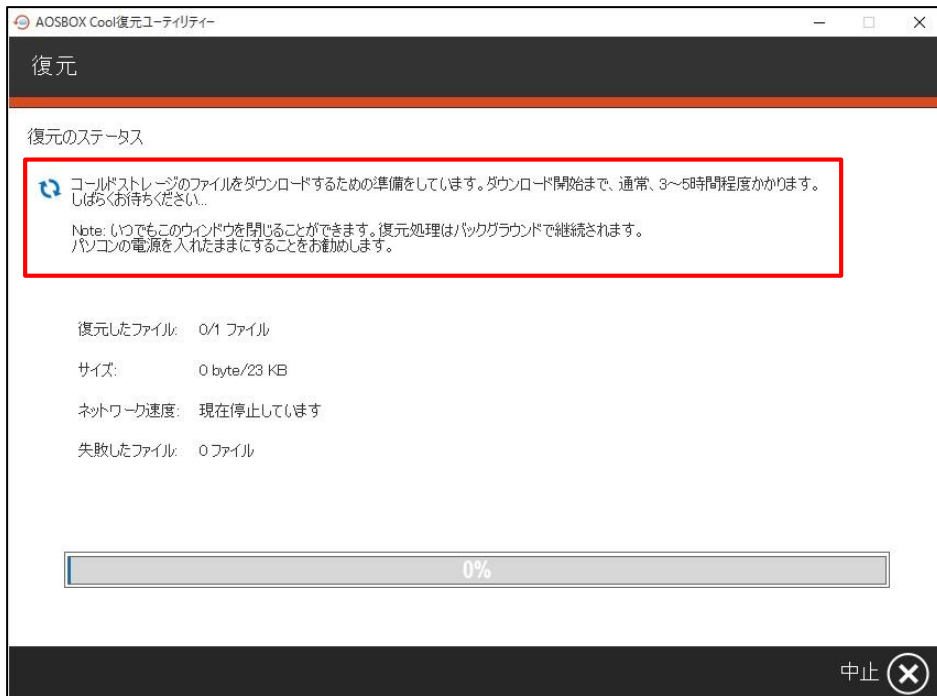 AOSBOX Cool復元ユーティリティー
復元
復元のステータス
コールドストレージのファイルをダウンロードするための準備をしています。ダウンロード開始まで、通常、3～5時間程度かかります。
しばらくお待ちください...
Note: いつでもこのウィンドウを閉じることができます。復元処理はバックグラウンドで継続されます。
パソコンの電源を入れたままにすることをお勧めします。
復元したファイル: 0/1 ファイル
サイズ: 0 byte/23 KB
ネットワーク速度: 現在停止しています
失敗したファイル: 0 ファイル
0%
中止